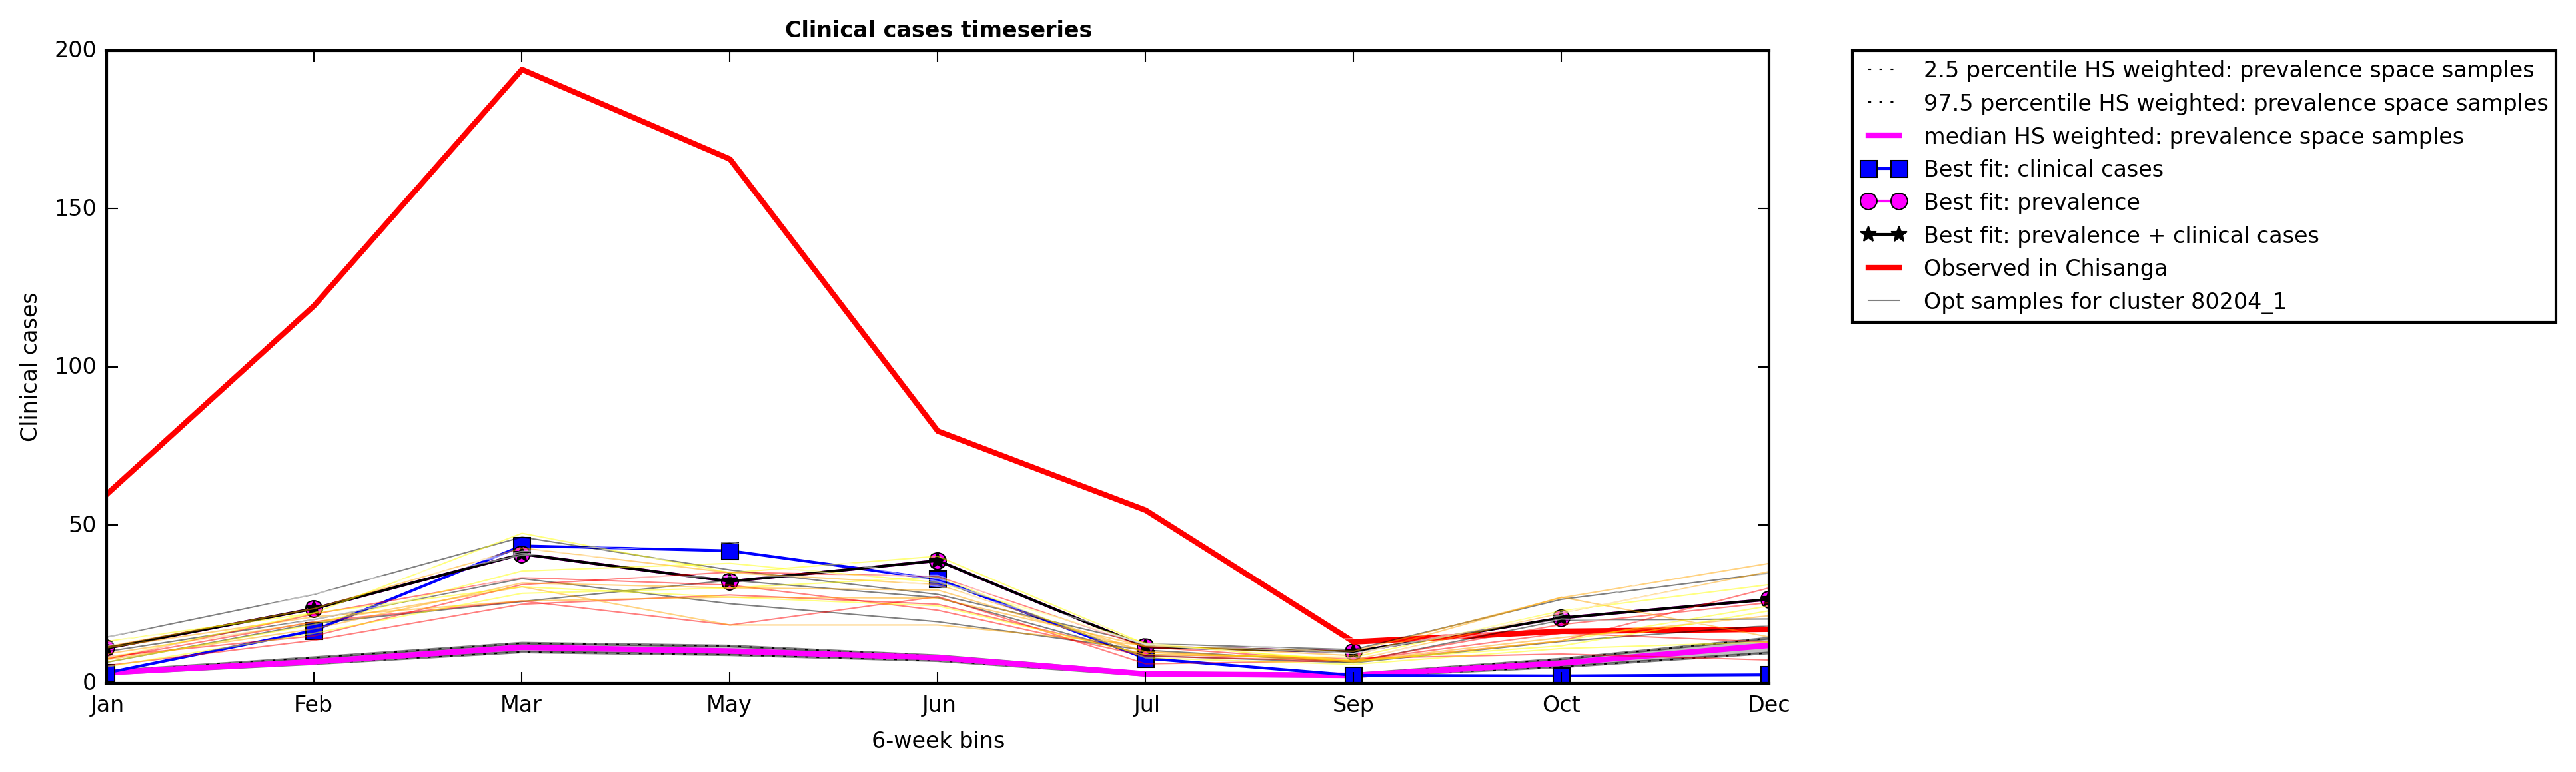 Clinical cases timeseries
200
150
100
50
0
Clinical cases
Jan Feb Mar May Jun Jul Sep Oct Dec
6-week bins
2.5 percentile HS weighted: prevalence space samples
97.5 percentile HS weighted: prevalence space samples
median HS weighted: prevalence space samples
Best fit: clinical cases
Best fit: prevalence
Best fit: prevalence + clinical cases
Observed in Chisanga
Opt samples for cluster 80204_1